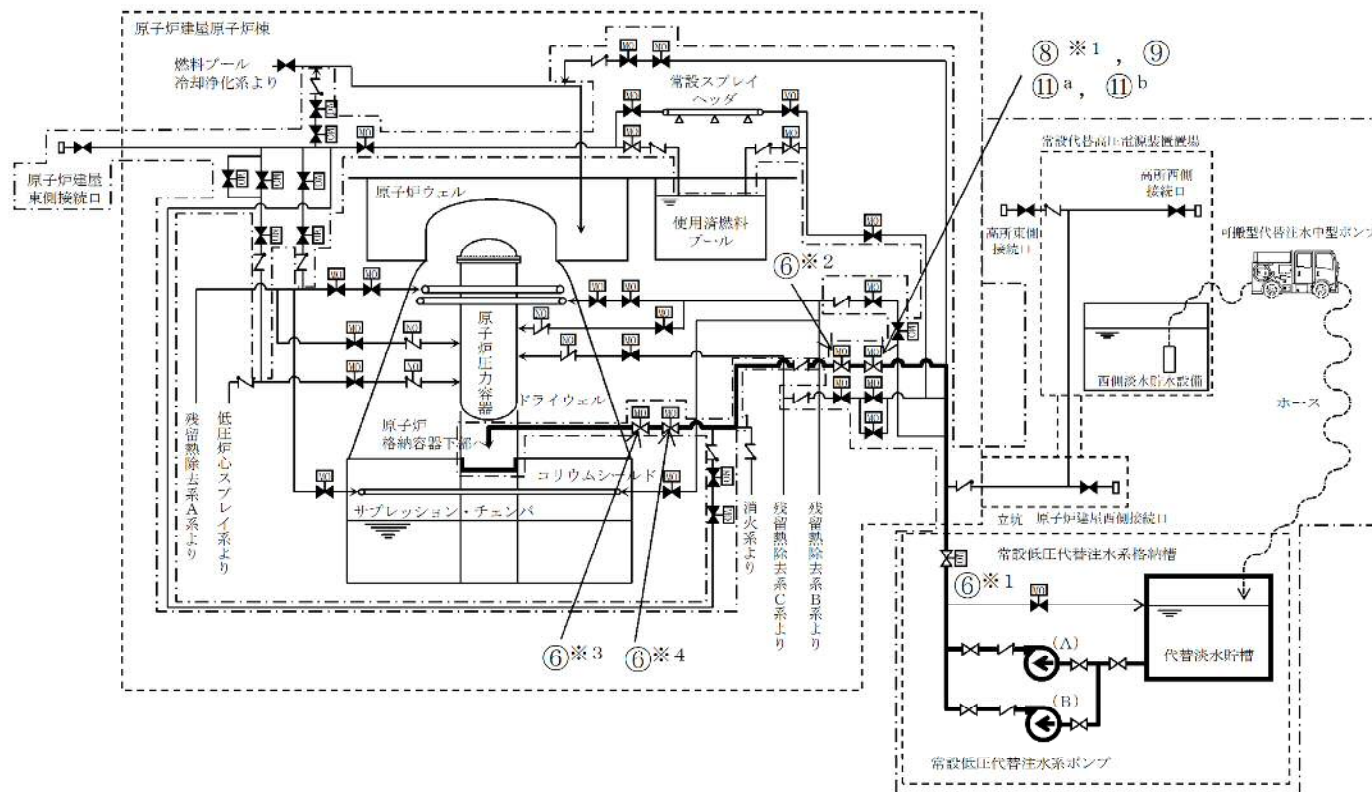 原子炉建屋原子炉棟
燃料プール
冷却浄化系より
常設スプレイ
ヘッダ
⑧※1，⑨
⑪a，⑪b
原子炉建屋
東側接続口
原子炉ウェル
使用済燃料
プール
常設代替高圧電源装置置場
高所西側
接続口
高所東側
接続口
可搬型代替注水中型ポンプ
西側淡水貯水設備
ホース
⑥※2
原子炉圧力容器
ドライウェル
原子炉
格納容器下部へ
コリウムシールド
サプレッション・チェンバ
残留熱除去系A系より
低圧炉心スプレイ系より
消火系より
残留熱除去系C系より
残留熱除去系B系より
⑥※3
⑥※4
立坑
原子炉建屋西側接続口
常設低圧代替注水系格納槽
⑥※1
(A)
代替淡水貯槽
(B)
常設低圧代替注水系ポンプ